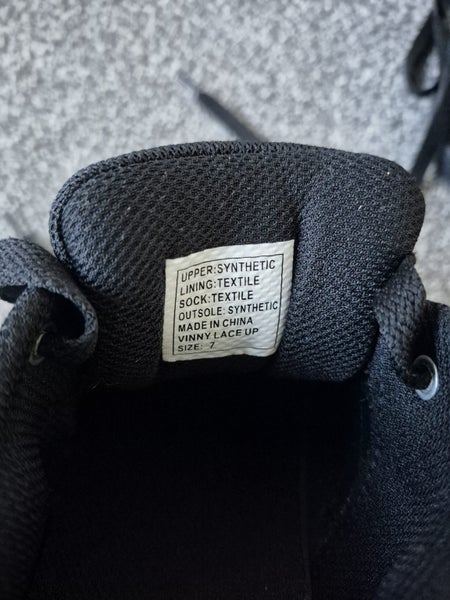 UPPER:SYNTHETIC
LINING:TEXTILE
SOCK:TEXTILE
OUTSOLE: SYNTHETIC
MADE IN CHINA
VINNY LACE UP
SIZE: 7